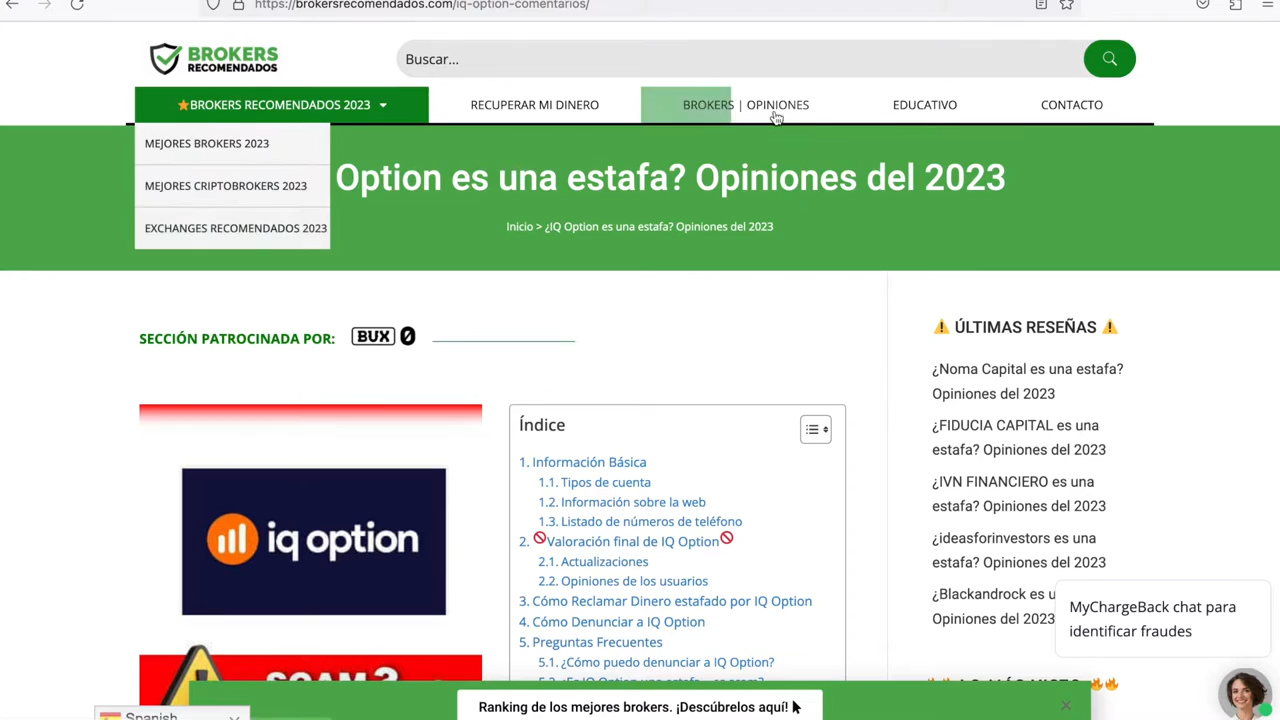 https://brokersrecomendados.com/iq-option-comentarios/
BROKERS
RECOMENDADOS
Buscar...
BROKERS RECOMENDADOS 2023
RECUPERAR MI DINERO
BROKERS | OPINIONES
EDUCATIVO
CONTACTO
MEJORES BROKERS 2023
MEJORES CRIPTOBROKERS 2023
EXCHANGES RECOMENDADOS 2023
Option es una estafa? Opiniones del 2023
Inicio > ¿IQ Option es una estafa? Opiniones del 2023
SECCIÓN PATROCINADA POR:
BUX 0
iq option
Índice
1. Información Básica
1.1. Tipos de cuenta
1.2. Información sobre la web
1.3. Listado de números de teléfono
2. Valoración final de IQ Option
2.1. Actualizaciones
2.2. Opiniones de los usuarios
3. Cómo Reclamar Dinero estafado por IQ Option
4. Cómo Denunciar a IQ Option
5. Preguntas Frecuentes
5.1. ¿Cómo puedo denunciar a IQ Option?
ÚLTIMAS RESEÑAS
¿Noma Capital es una estafa?
Opiniones del 2023
¿FIDUCIA CAPITAL es una
estafa? Opiniones del 2023
¿IVN FINANCIERO es una
estafa? Opiniones del 2023
¿ideasforinvestors es una
estafa? Opiniones del 2023
¿Blackandrock es
Opiniones del 2023
MyChargeBack chat para
identificar fraudes
Ranking de los mejores brokers. ¡Descúbrelos aquí!
Spanish